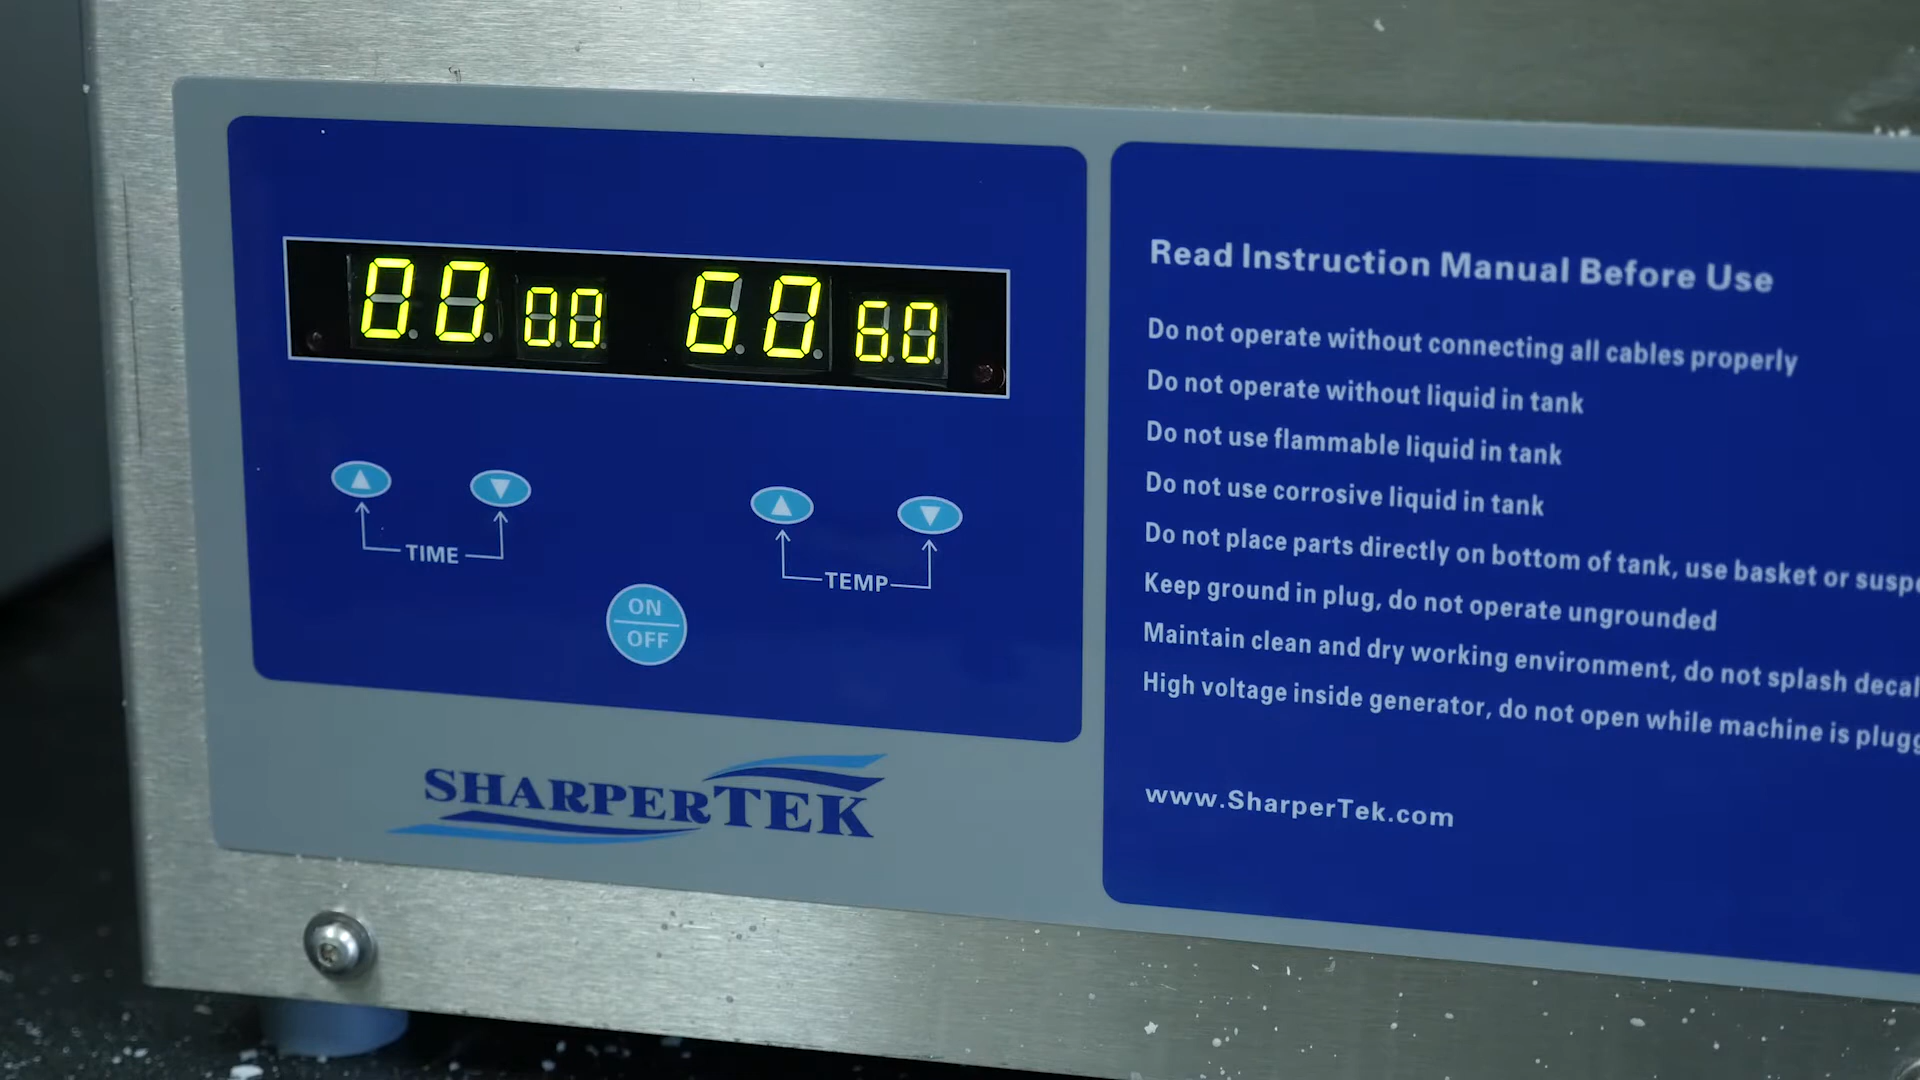 00 00 60 60
TIME
TEMP
ON
OFF
SHARPERTEK
Read Instruction Manual Before Use
Do not operate without connecting all cables properly
Do not operate without liquid in tank
Do not use flammable liquid in tank
Do not use corrosive liquid in tank
Do not place parts directly on bottom of tank, use basket or
Keep ground in plug, do not operate ungrounded
Maintain clean and dry working environment, do not splash decal
High voltage inside generator, do not open while machine is
www.SharperTek.com